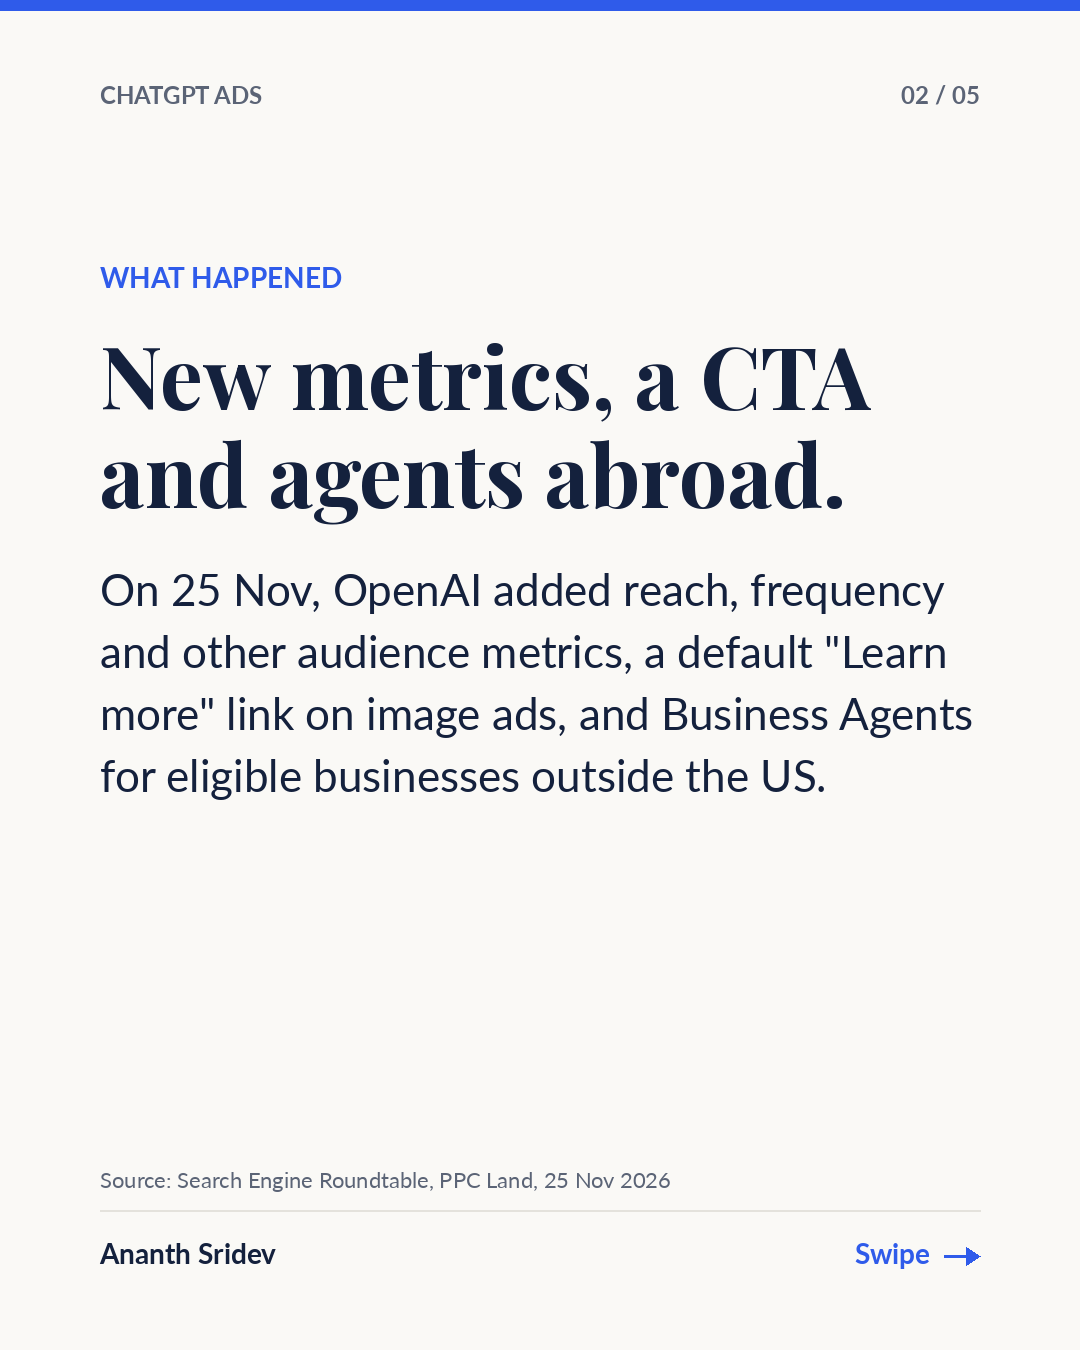 CHATGPT ADS
02 / 05
WHAT HAPPENED
New metrics, a CTA
and agents abroad.
On 25 Nov, OpenAI added reach, frequency
and other audience metrics, a default "Learn
more" link on image ads, and Business Agents
for eligible businesses outside the US.
Source: Search Engine Roundtable, PPC Land, 25 Nov 2026
Ananth Sridev
Swipe